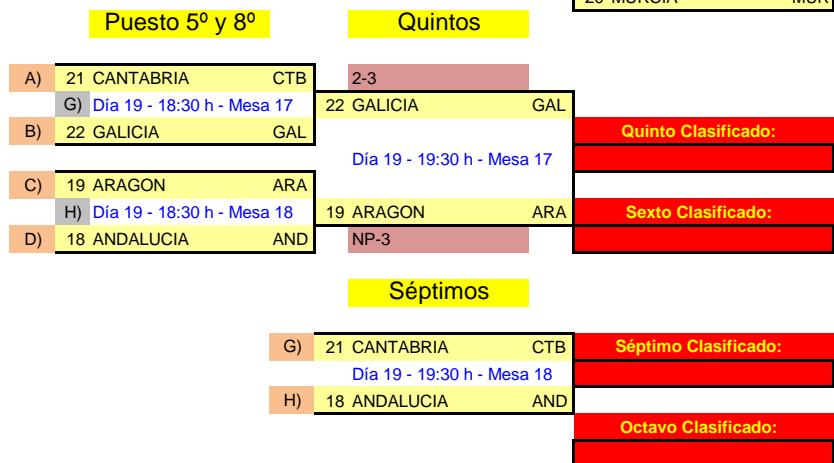 20 MURCIA MUR
Puesto 5º y 8º Quintos
A) 21 CANTABRIA CTB 2-3
G) Día 19 - 18:30 h - Mesa 17 22 GALICIA GAL
B) 22 GALICIA GAL Quinto Clasificado:
Día 19 - 19:30 h - Mesa 17
C) 19 ARAGON ARA
H) Día 19 - 18:30 h - Mesa 18 19 ARAGON ARA Sexto Clasificado:
D) 18 ANDALUCIA AND NP-3
Séptimos
G) 21 CANTABRIA CTB Séptimo Clasificado:
Día 19 - 19:30 h - Mesa 18
H) 18 ANDALUCIA AND
Octavo Clasificado: